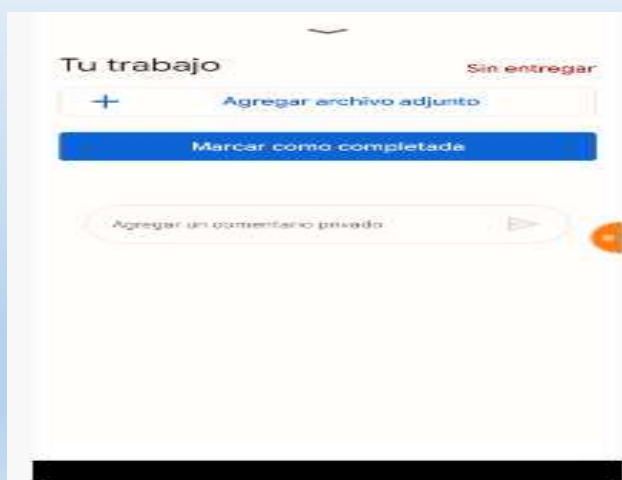 Tu trabajo
Sin entregar
+ Agregar archivo adjunto
Marcar como completada
Agregar un comentario privado